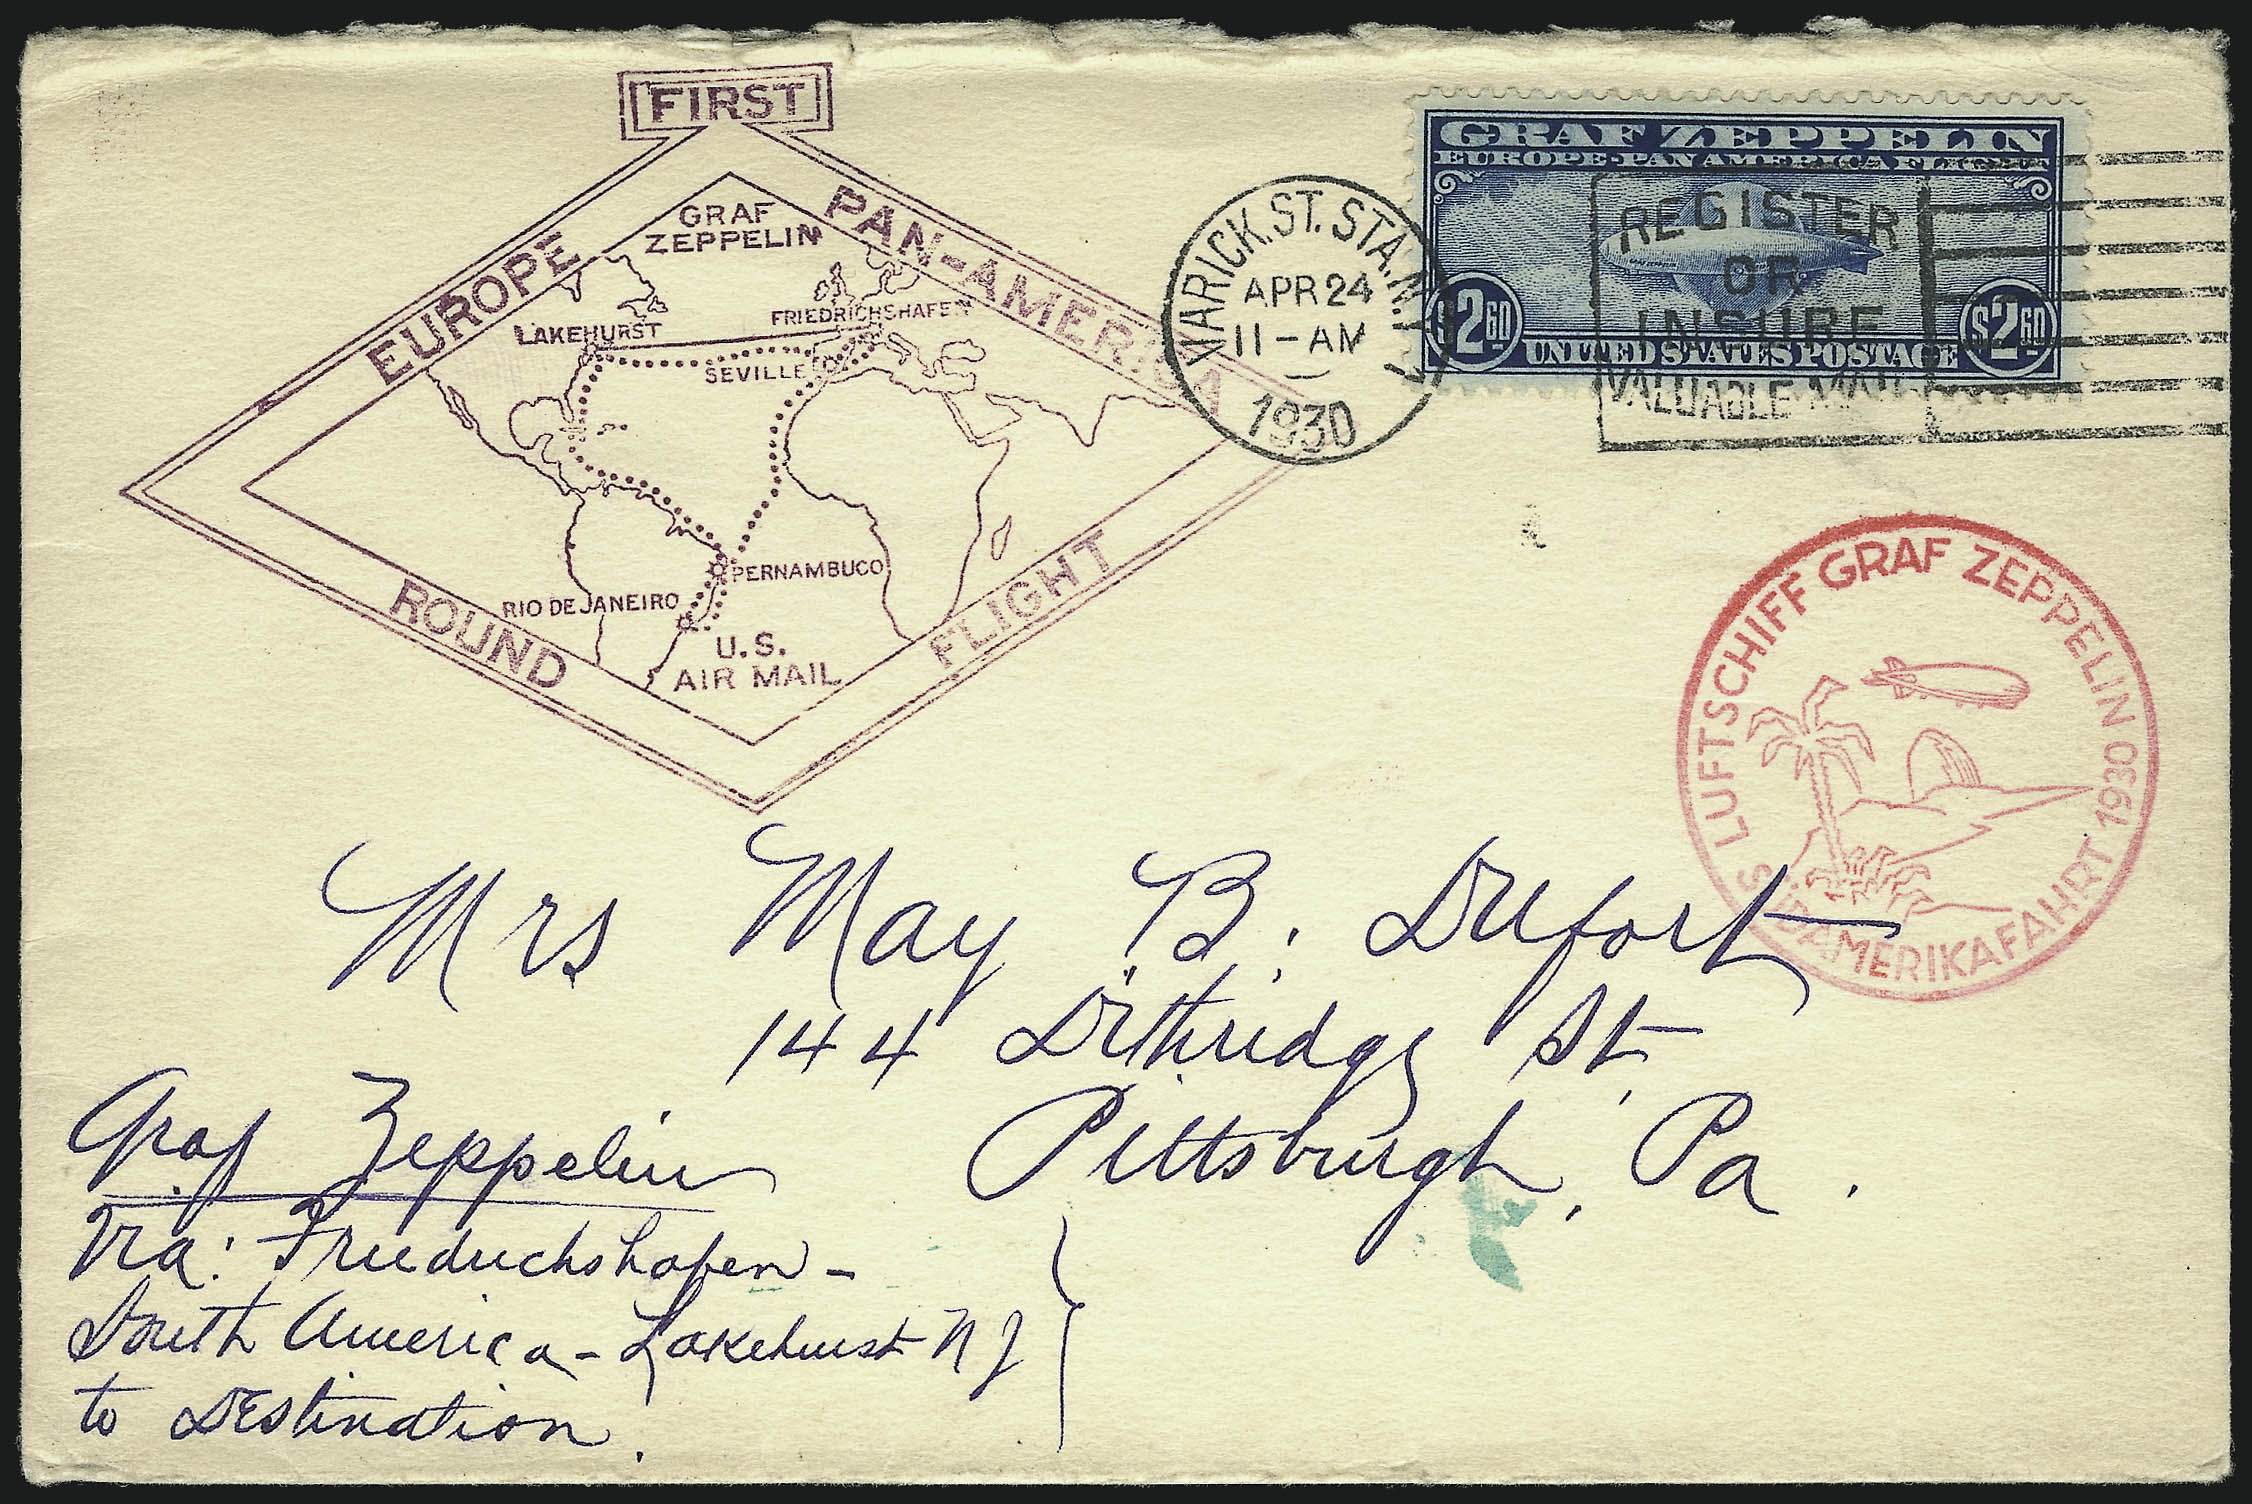 FIRST
EUROPE
PAN-AMERICA
ROUND
FLIGHT
GRAF
ZEPPELIN
LAKEHURST
FRIEDRICHSHAFEN
SEVILLE
PERNAMBUCO
RIO DE JANEIRO
U.S.
AIR MAIL
VARICK. ST. STA. N.Y.
APR 24
11-AM
1930
GRAF ZEPPELIN
EUROPE-PAN AMERICA FLIGHT
$2 60
$2 60
UNITED STATES POSTAGE
REGISTER
OR
INSURE
VALUABLE MAIL
LUFTSCHIFF GRAF ZEPPELIN
SÜDAMERIKAFAHRT 1930
Mrs May B. Dufort
144 Dithridge St.
Pittsburgh, Pa.
Graf Zeppelin
Via: Friedrichshafen -
South America - Lakehurst N J
to Destination.